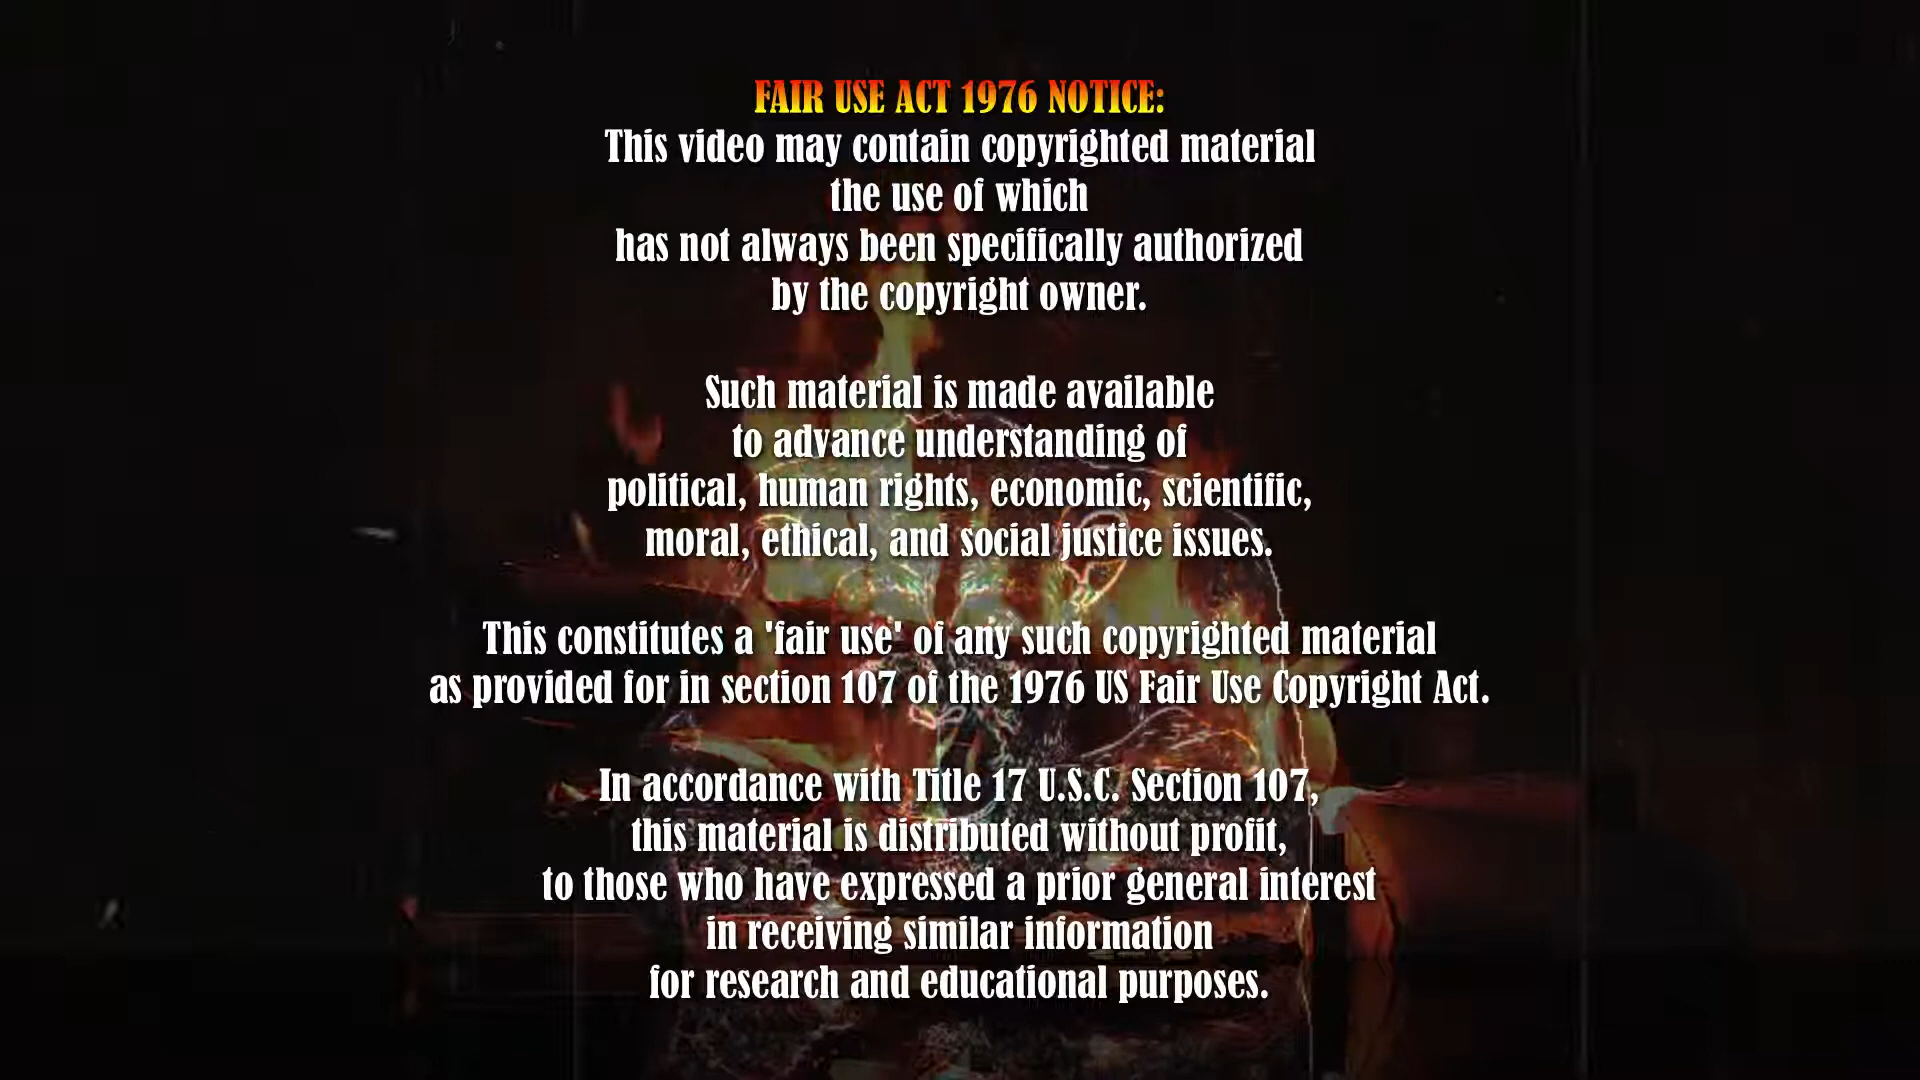 FAIR USE ACT 1976 NOTICE:
This video may contain copyrighted material
the use of which
has not always been specifically authorized
by the copyright owner.
Such material is made available
to advance understanding of
political, human rights, economic, scientific,
moral, ethical, and social justice issues.
This constitutes a 'fair use' of any such copyrighted material
as provided for in section 107 of the 1976 US Fair Use Copyright Act.
In accordance with Title 17 U.S.C. Section 107,
this material is distributed without profit,
to those who have expressed a prior general interest
in receiving similar information
for research and educational purposes.